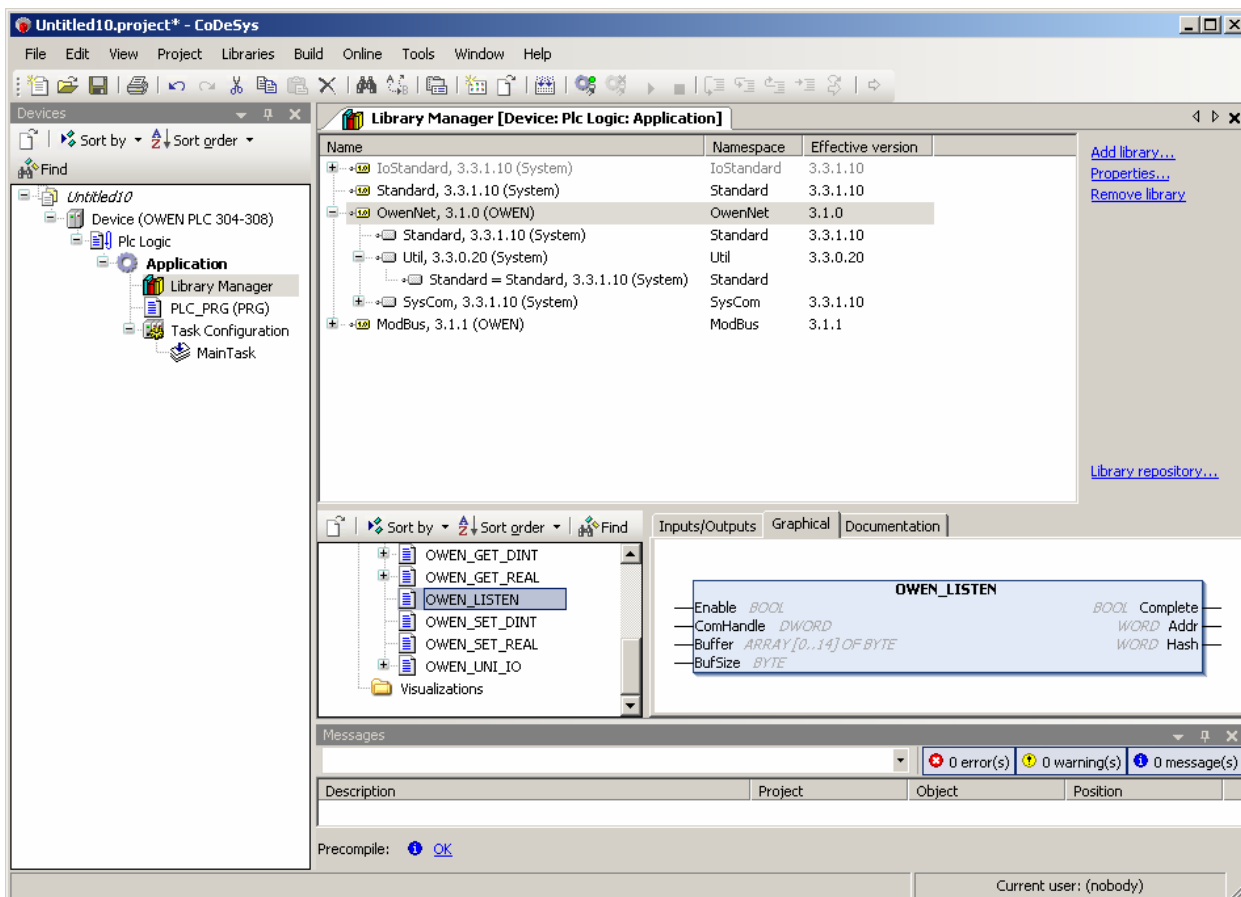 Untitled10.project* - CoDeSys
File Edit View Project Libraries Build Online Tools Window Help
Devices
Sort by Sort order
Find
Untitled10
Device (OWEN PLC 304-308)
Plc Logic
Application
Library Manager
PLC_PRG (PRG)
Task Configuration
MainTask
Library Manager [Device: Plc Logic: Application]
Name Namespace Effective version
IoStandard, 3.3.1.10 (System) IoStandard 3.3.1.10
Standard, 3.3.1.10 (System) Standard 3.3.1.10
OwenNet, 3.1.0 (OWEN) OwenNet 3.1.0
Standard, 3.3.1.10 (System) Standard 3.3.1.10
Util, 3.3.0.20 (System) Util 3.3.0.20
Standard = Standard, 3.3.1.10 (System) Standard
SysCom, 3.3.1.10 (System) SysCom 3.3.1.10
ModBus, 3.1.1 (OWEN) ModBus 3.1.1
Add library...
Properties...
Remove library
Library repository...
Sort by Sort order Find
OWEN_GET_DINT
OWEN_GET_REAL
OWEN_LISTEN
OWEN_SET_DINT
OWEN_SET_REAL
OWEN_UNI_IO
Visualizations
Inputs/Outputs Graphical Documentation
OWEN_LISTEN
Enable BOOL BOOL Complete
ComHandle DWORD WORD Addr
Buffer ARRAY [0..14] OF BYTE WORD Hash
BufSize BYTE
Messages
0 error(s) 0 warning(s) 0 message(s)
Description Project Object Position
Precompile: OK
Current user: (nobody)